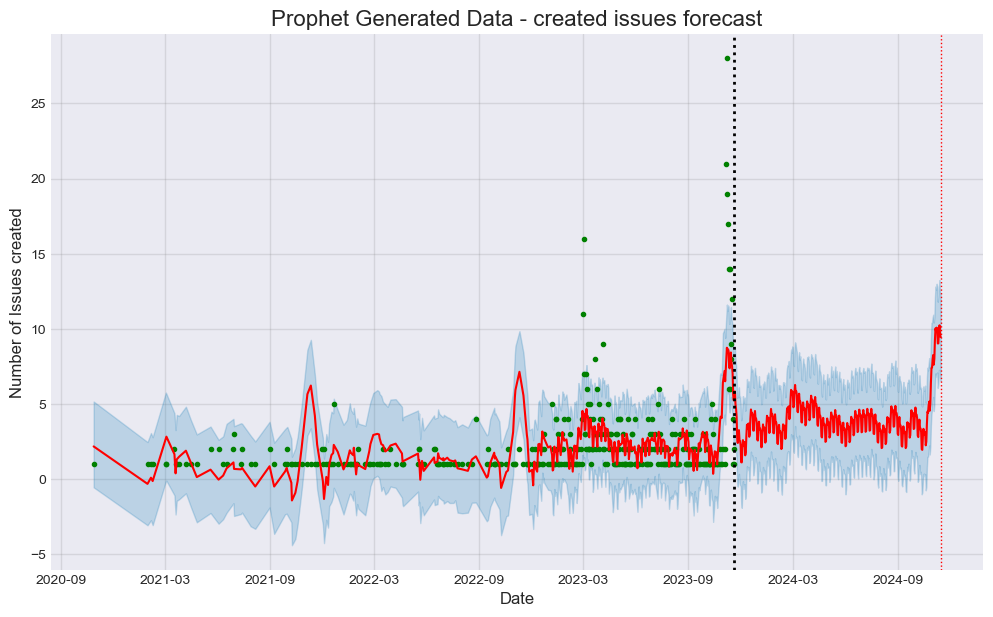 Prophet Generated Data - created issues forecast
Number of Issues created
25
20
15
10
5
0
−5
2020-09 2021-03 2021-09 2022-03 2022-09 2023-03 2023-09 2024-03 2024-09
Date